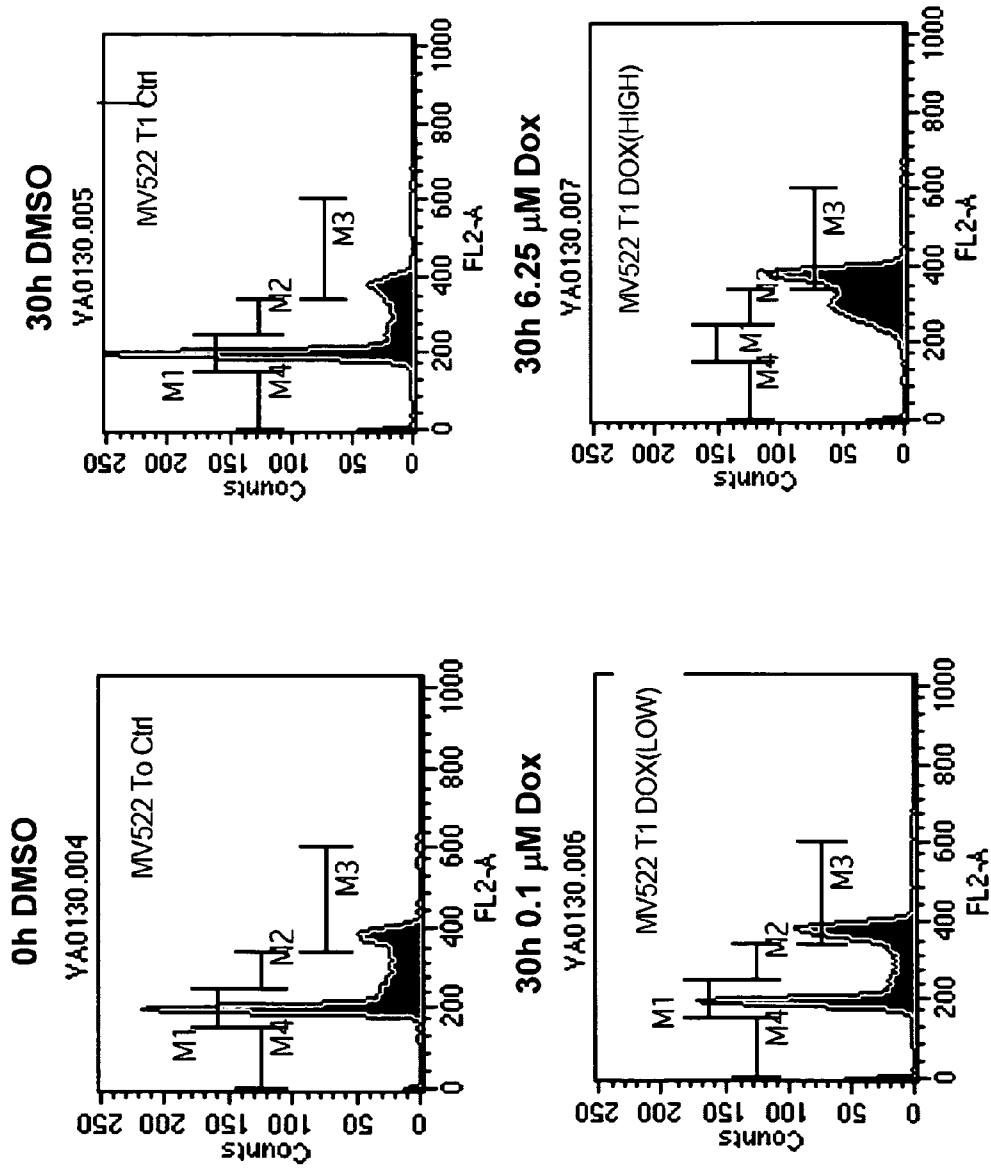 0h DMSO
YA0130.004
MV522 To Ctrl
M1
M2
M3
M4
Counts
250
200
150
100
50
0
0 200 400 600 800 1000
FL2-A
30h DMSO
YA0130.005
MV522 T1 Ctrl
M1
M2
M3
M4
Counts
250
200
150
100
50
0
0 200 400 600 800 1000
FL2-A
30h 0.1 μM Dox
YA0130.006
MV522 T1 DOX(LOW)
M1
M2
M3
M4
Counts
250
200
150
100
50
0
0 200 400 600 800 1000
FL2-A
30h 6.25 μM Dox
YA0130.007
MV522 T1 DOX(HIGH)
M1
M2
M3
M4
Counts
250
200
150
100
50
0
0 200 400 600 800 1000
FL2-A